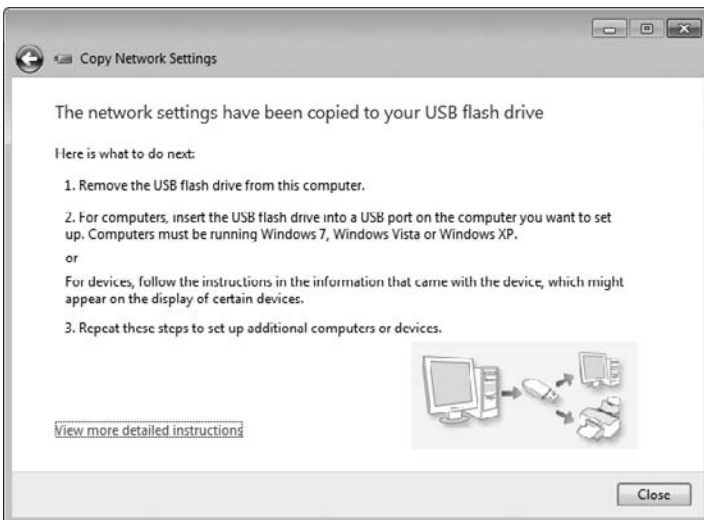 Copy Network Settings
The network settings have been copied to your USB flash drive
Here is what to do next:
1. Remove the USB flash drive from this computer.
2. For computers, insert the USB flash drive into a USB port on the computer you want to set
up. Computers must be running Windows 7, Windows Vista or Windows XP.
or
For devices, follow the instructions in the information that came with the device, which might
appear on the display of certain devices.
3. Repeat these steps to set up additional computers or devices.
View more detailed instructions
Close